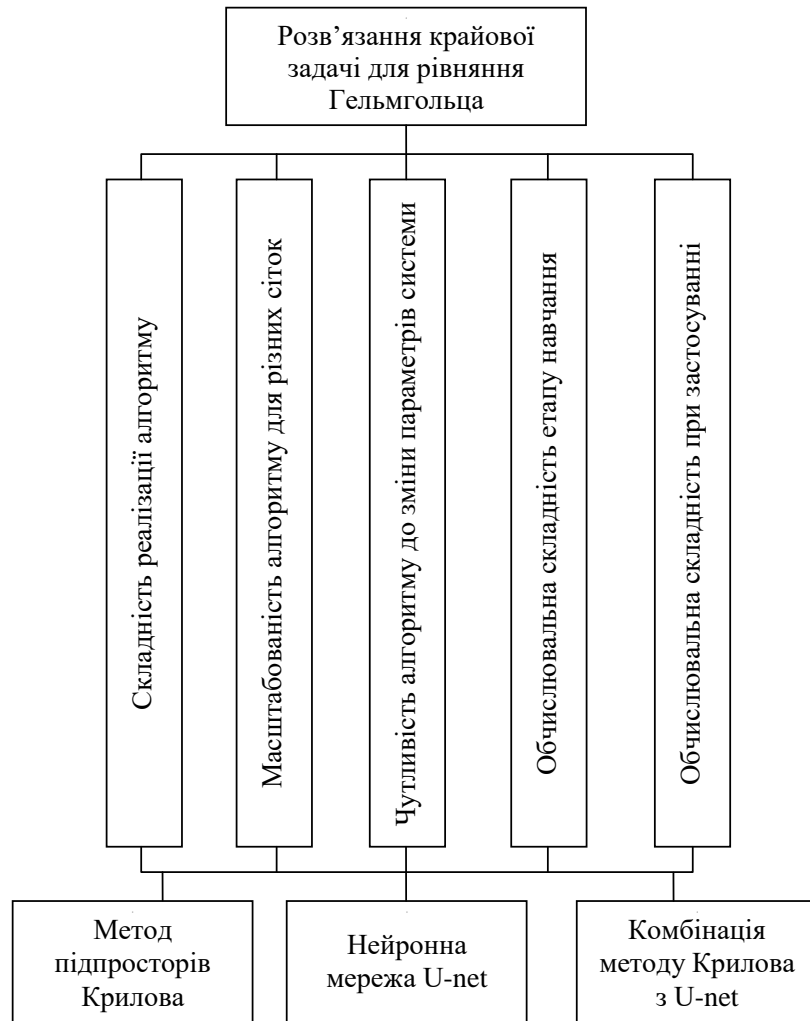 Розв’язання крайової
задачі для рівняння
Гельмгольца
Складність реалізації алгоритму
Масштабованість алгоритму для різних сіток
Чутливість алгоритму до зміни параметрів системи
Обчислювальна складність етапу навчання
Обчислювальна складність при застосуванні
Метод
підпросторів
Крилова
Нейронна
мережа U-net
Комбінація
методу Крилова
з U-net